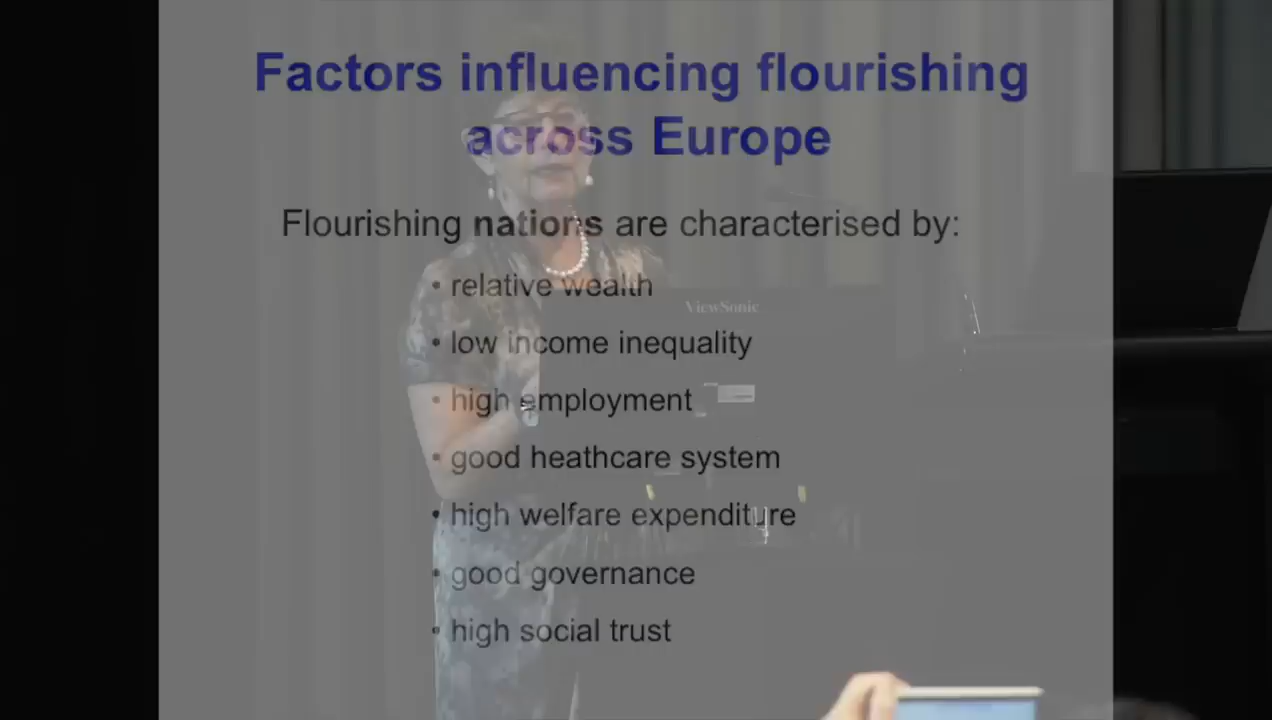 Factors influencing flourishing
across Europe
Flourishing nations are characterised by:
• relative wealth
ViewSonic
• low income inequality
• high employment
• good heathcare system
• high welfare expenditure
• good governance
• high social trust